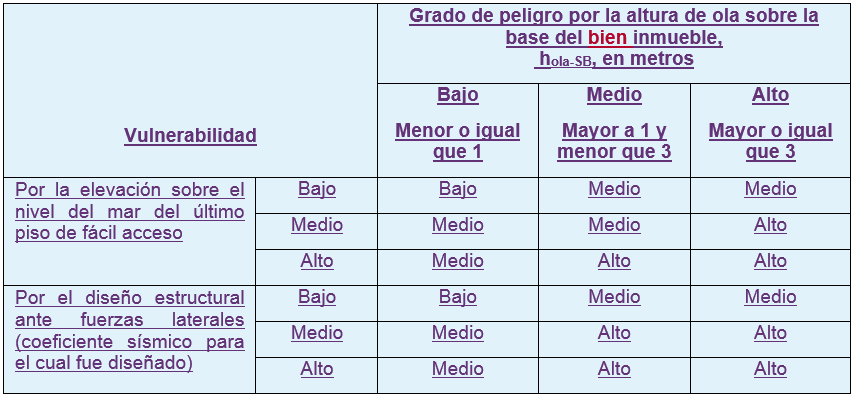 Grado de peligro por la altura de ola sobre la
base del bien inmueble,
hola-SB, en metros
Vulnerabilidad
Bajo
Menor o igual
que 1
Medio
Mayor a 1 y
menor que 3
Alto
Mayor o igual
que 3
Por la elevación sobre el
nivel del mar del último
piso de fácil acceso
Bajo Bajo Medio Medio
Medio Medio Medio Alto
Alto Medio Alto Alto
Por el diseño estructural
ante fuerzas laterales
(coeficiente sísmico para
el cual fue diseñado)
Bajo Bajo Medio Medio
Medio Medio Alto Alto
Alto Medio Alto Alto